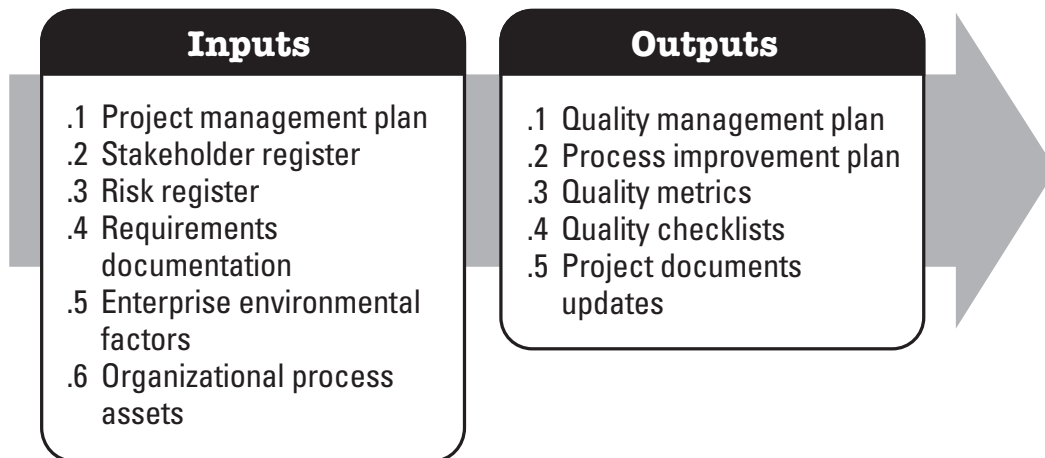 Inputs
.1 Project management plan
.2 Stakeholder register
.3 Risk register
.4 Requirements
documentation
.5 Enterprise environmental
factors
.6 Organizational process
assets
Outputs
.1 Quality management plan
.2 Process improvement plan
.3 Quality metrics
.4 Quality checklists
.5 Project documents
updates